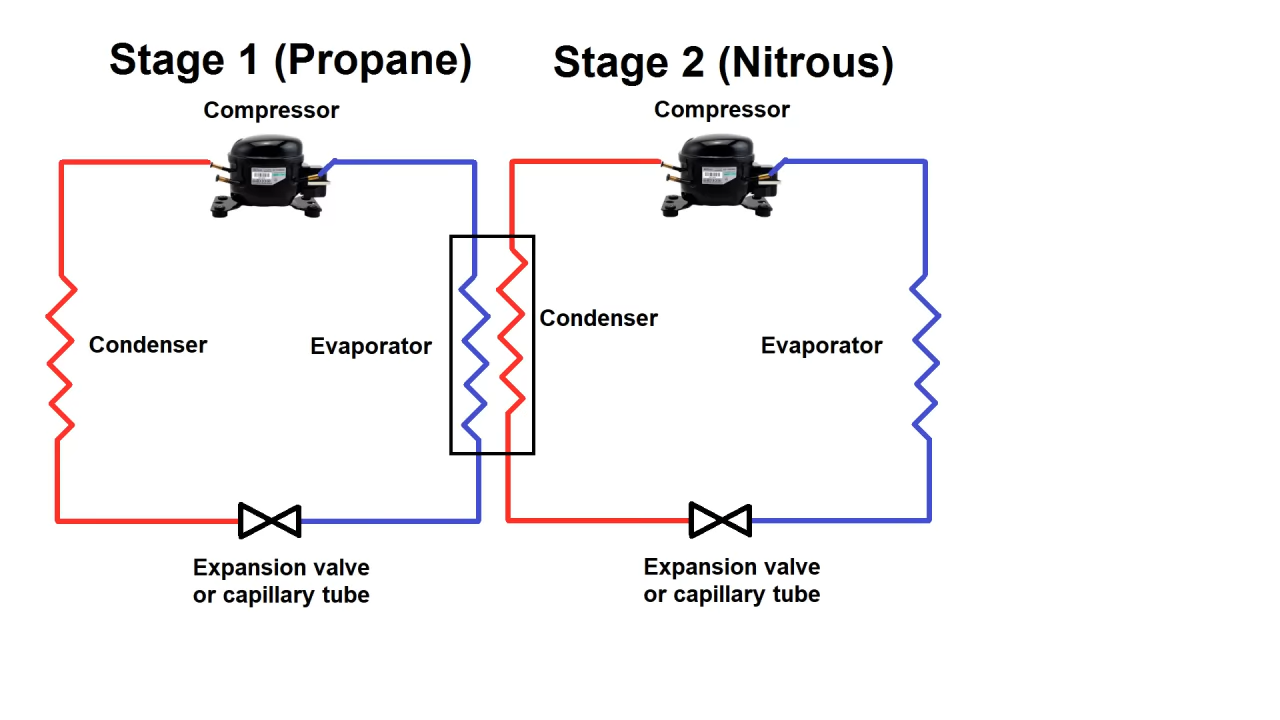 Stage 1 (Propane)
Stage 2 (Nitrous)
Compressor
Compressor
Condenser
Evaporator
Condenser
Evaporator
Expansion valve
or capillary tube
Expansion valve
or capillary tube